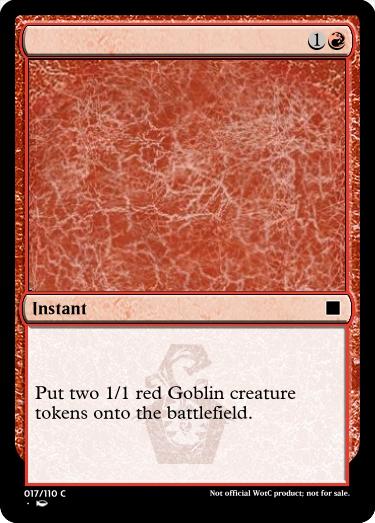 1
Instant
Put two 1/1 red Goblin creature
tokens onto the battlefield.
017/110 C
Not official WotC product; not for sale.